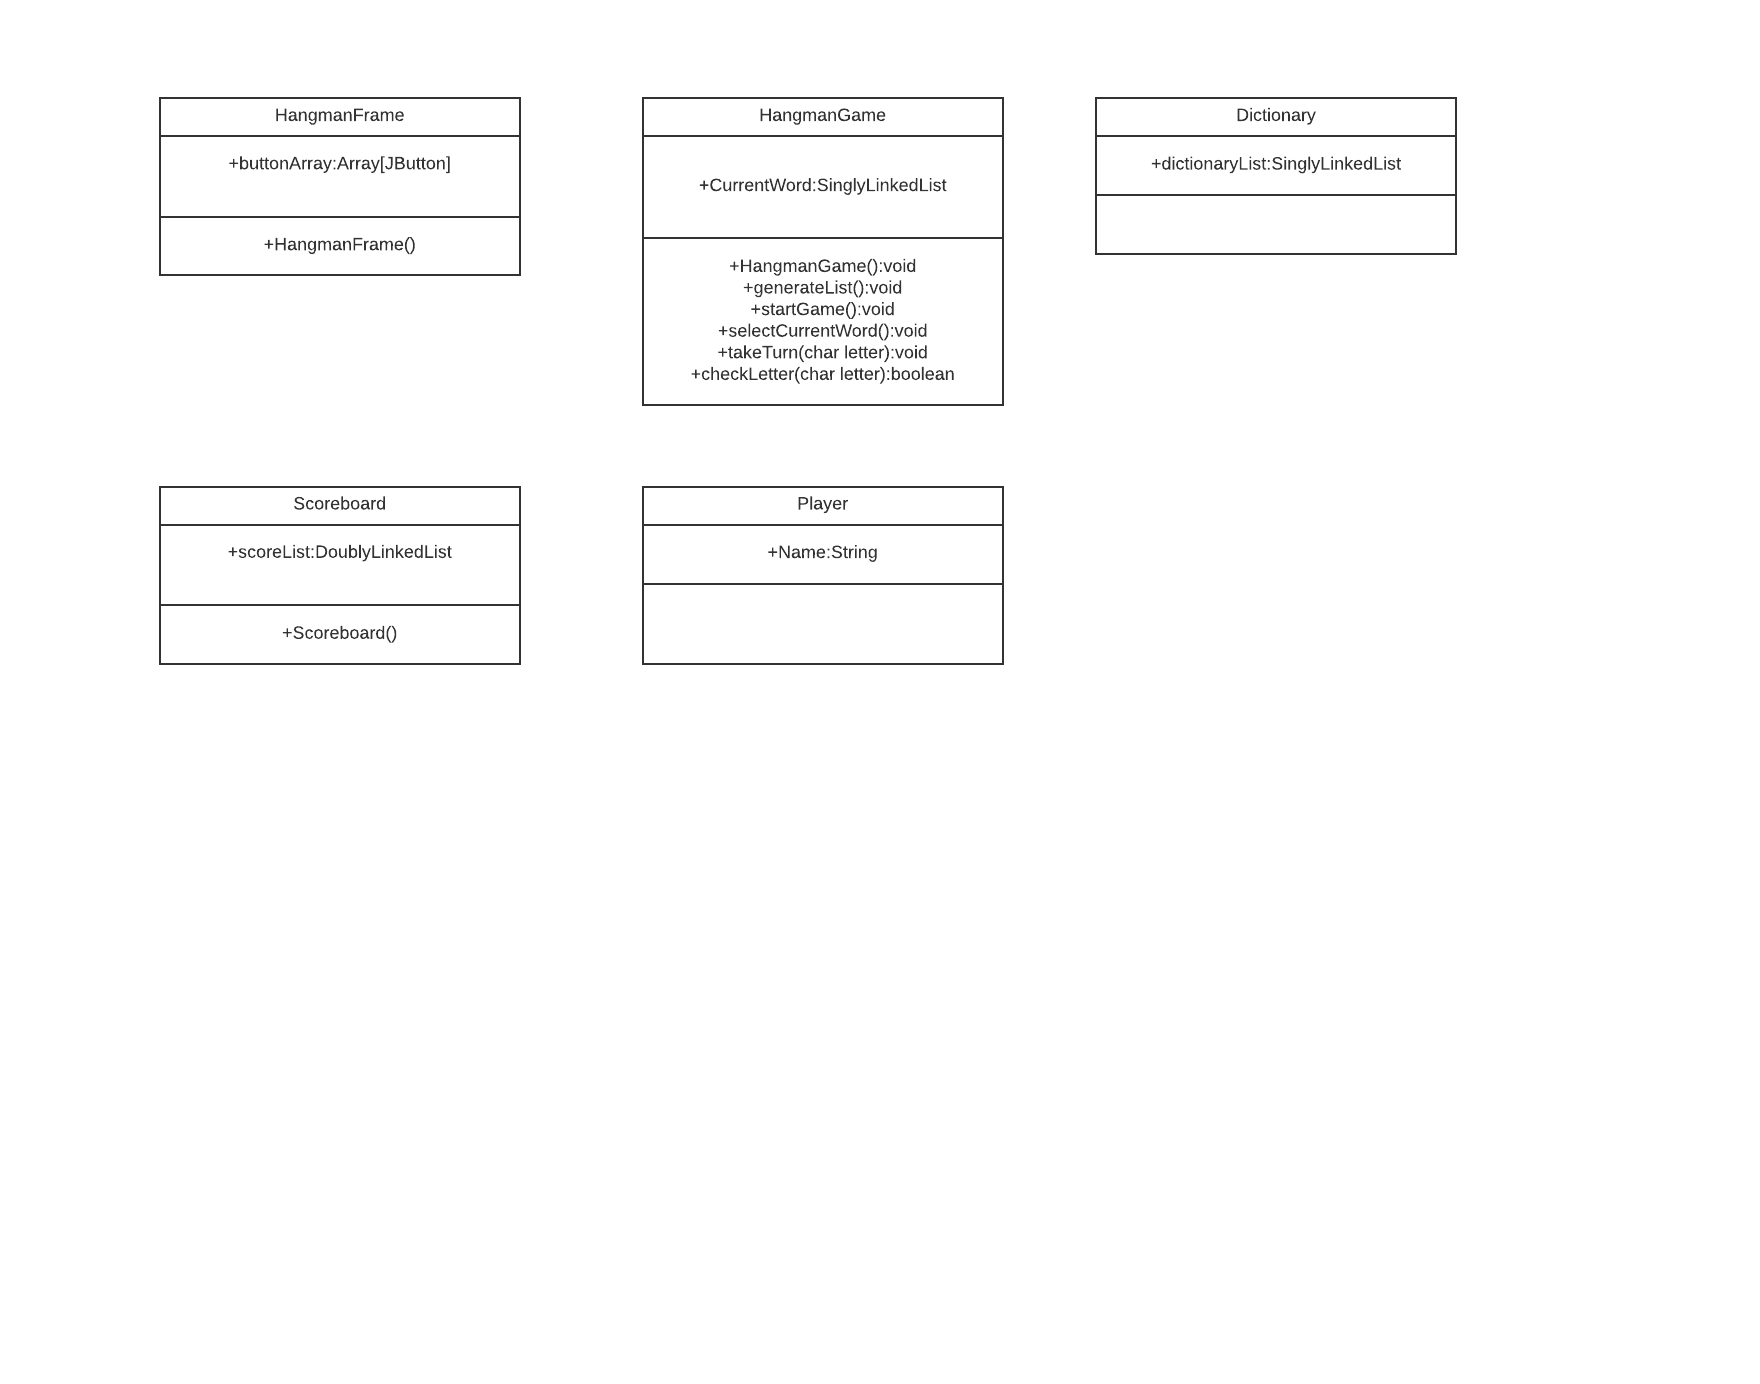 HangmanFrame
+buttonArray:Array[JButton]
+HangmanFrame()
HangmanGame
+CurrentWord:SinglyLinkedList
+HangmanGame():void
+generateList():void
+startGame():void
+selectCurrentWord():void
+takeTurn(char letter):void
+checkLetter(char letter):boolean
Dictionary
+dictionaryList:SinglyLinkedList
Scoreboard
+scoreList:DoublyLinkedList
+Scoreboard()
Player
+Name:String